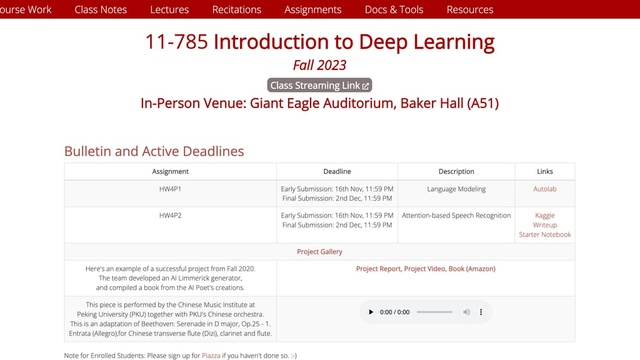 ourse Work Class Notes Lectures Recitations Assignments Docs & Tools Resources
11-785 Introduction to Deep Learning
Fall 2023
Class Streaming Link
In-Person Venue: Giant Eagle Auditorium, Baker Hall (A51)
Bulletin and Active Deadlines
Assignment Deadline Description Links
HW4P1 Early Submission: 16th Nov, 11:59 PM Language Modeling Autolab
Final Submission: 2nd Dec, 11:59 PM
HW4P2 Early Submission: 16th Nov, 11:59 PM Attention-based Speech Recognition Kaggle
Final Submission: 2nd Dec, 11:59 PM Writeup
Starter Notebook
Project Gallery
Here's an example of a successful project from Fall 2020. Project Report, Project Video, Book (Amazon)
The team developed an AI Limmerick generator,
and compiled a book from the AI Poet's creations.
This piece is performed by the Chinese Music Institute at
Peking University (PKU) together with PKU's Chinese orchestra. 0:00 / 0:00
This is an adaptation of Beethoven: Serenade in D major, Op.25 - 1.
Entrata (Allegro),for Chinese transverse flute (Dizi), clarinet and flute.
Note for Enrolled Students: Please sign up for Piazza if you haven't done so. :-)